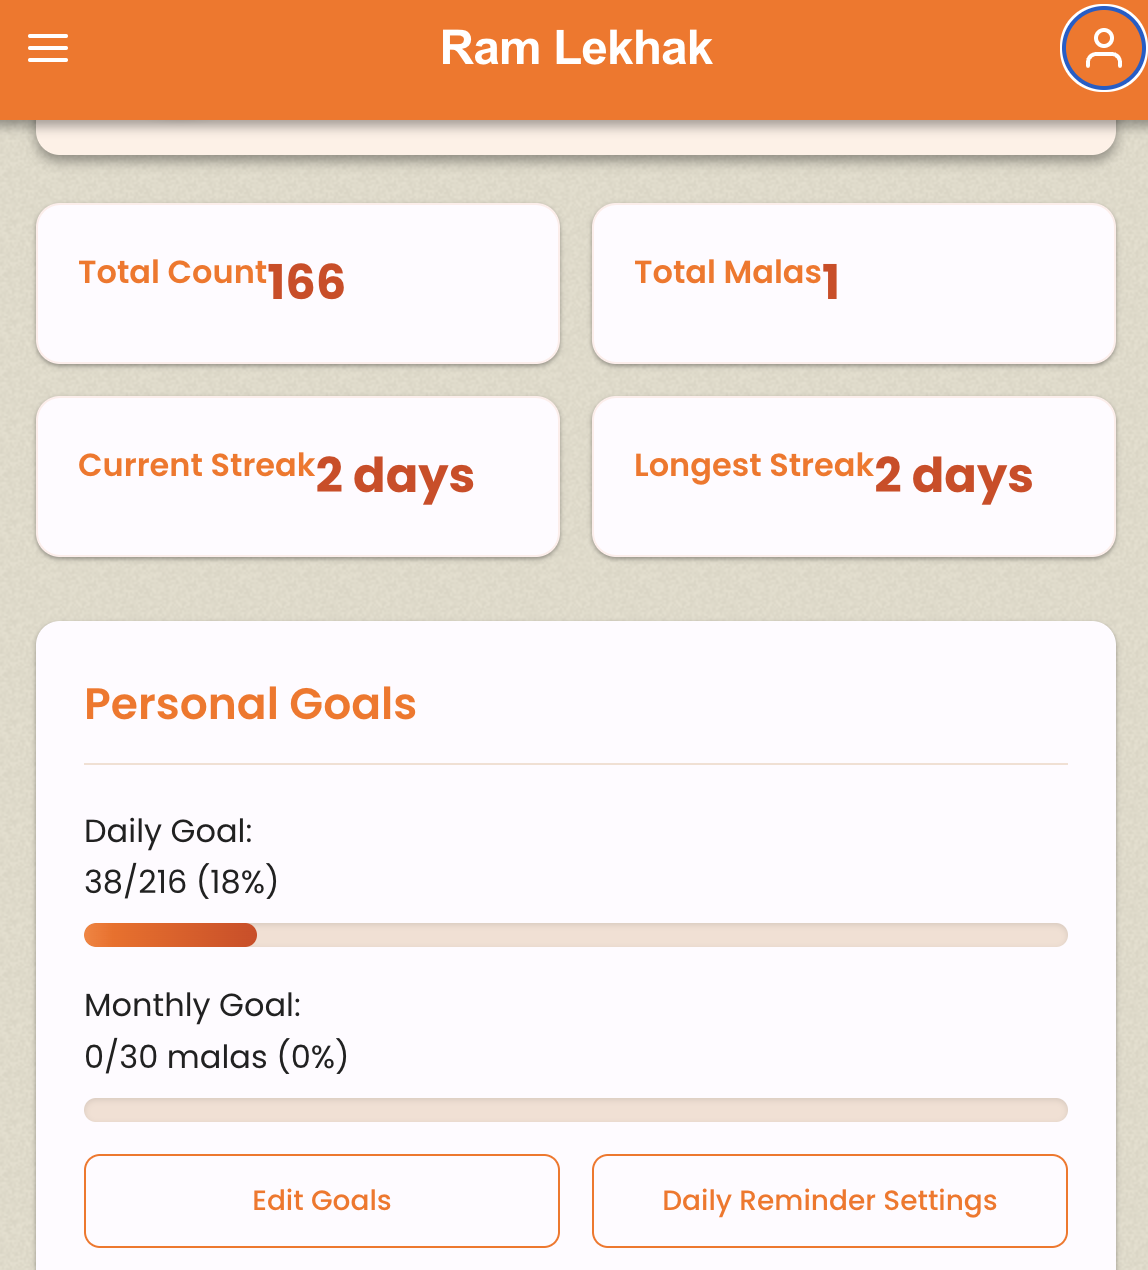 Ram Lekhak
Total Count166
Total Malas1
Current Streak2 days
Longest Streak2 days
Personal Goals
Daily Goal:
38/216 (18%)
Monthly Goal:
0/30 malas (0%)
Edit Goals
Daily Reminder Settings